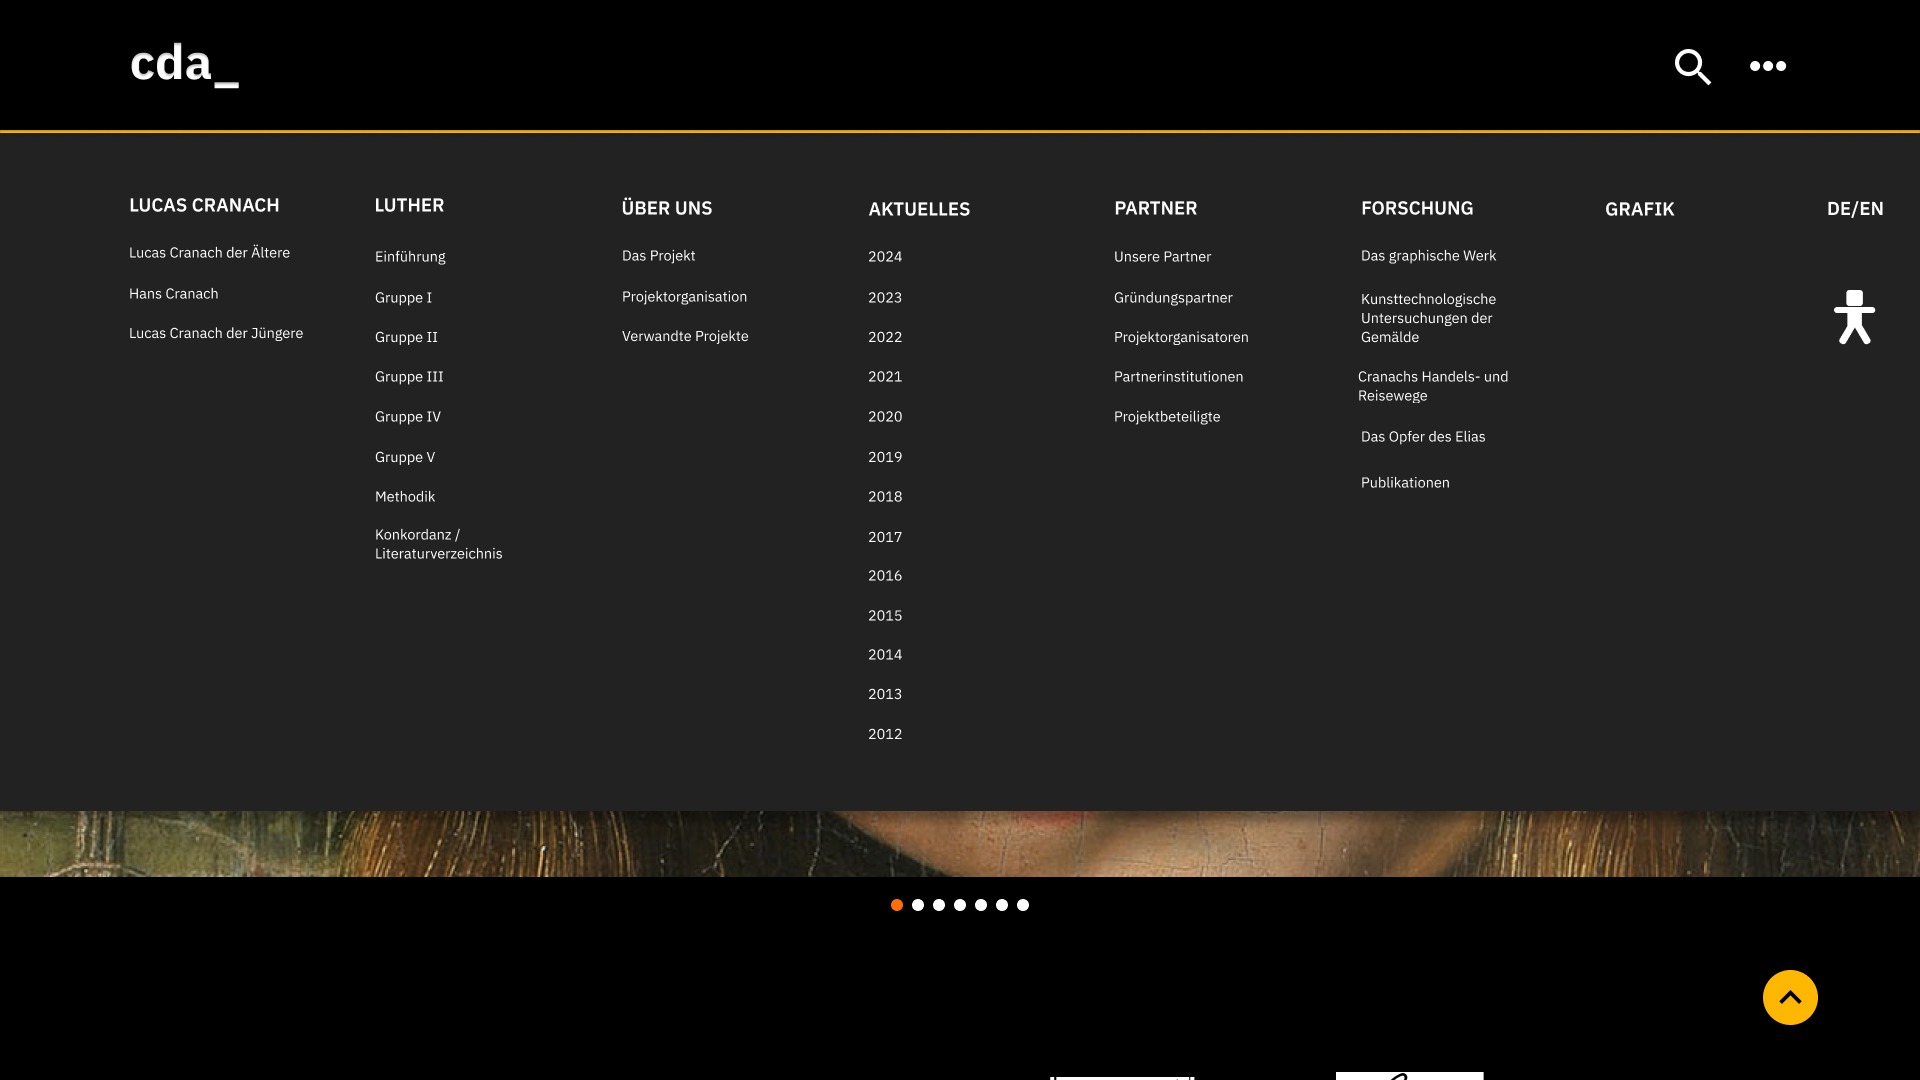 cda_
LUCAS CRANACH
Lucas Cranach der Ältere
Hans Cranach
Lucas Cranach der Jüngere
LUTHER
Einführung
Gruppe I
Gruppe II
Gruppe III
Gruppe IV
Gruppe V
Methodik
Konkordanz /
Literaturverzeichnis
ÜBER UNS
Das Projekt
Projektorganisation
Verwandte Projekte
AKTUELLES
2024
2023
2022
2021
2020
2019
2018
2017
2016
2015
2014
2013
2012
PARTNER
Unsere Partner
Gründungspartner
Projektorganisatoren
Partnerinstitutionen
Projektbeteiligte
FORSCHUNG
Das graphische Werk
Kunsttechnologische
Untersuchungen der
Gemälde
Cranachs Handels- und
Reisewege
Das Opfer des Elias
Publikationen
GRAFIK
DE/EN